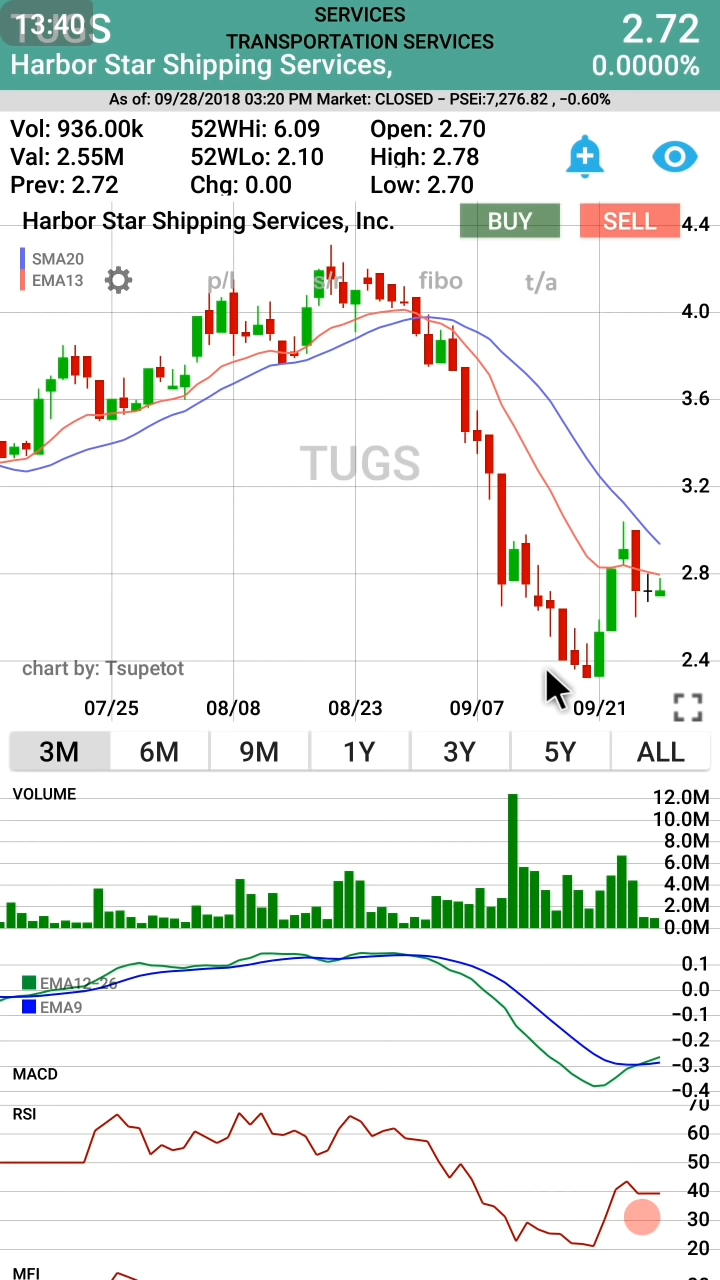 13:40
TUGS
SERVICES
TRANSPORTATION SERVICES
2.72
Harbor Star Shipping Services,
0.0000%
As of: 09/28/2018 03:20 PM Market: CLOSED - PSEi:7,276.82 , -0.60%
Vol: 936.00k 52WHi: 6.09 Open: 2.70
Val: 2.55M 52WLo: 2.10 High: 2.78
Prev: 2.72 Chg: 0.00 Low: 2.70
Harbor Star Shipping Services, Inc. BUY SELL 4.4
SMA20
EMA13 p/l s/r fibo t/a
4.0
3.6
TUGS
3.2
2.8
2.4
chart by: Tsupetot
07/25 08/08 08/23 09/07 09/21
3M 6M 9M 1Y 3Y 5Y ALL
VOLUME 12.0M
10.0M
8.0M
6.0M
4.0M
2.0M
0.0M
0.1
EMA12-26 0.0
EMA9 -0.1
-0.2
-0.3
MACD -0.4
70
RSI
60
50
40
30
20
MFI